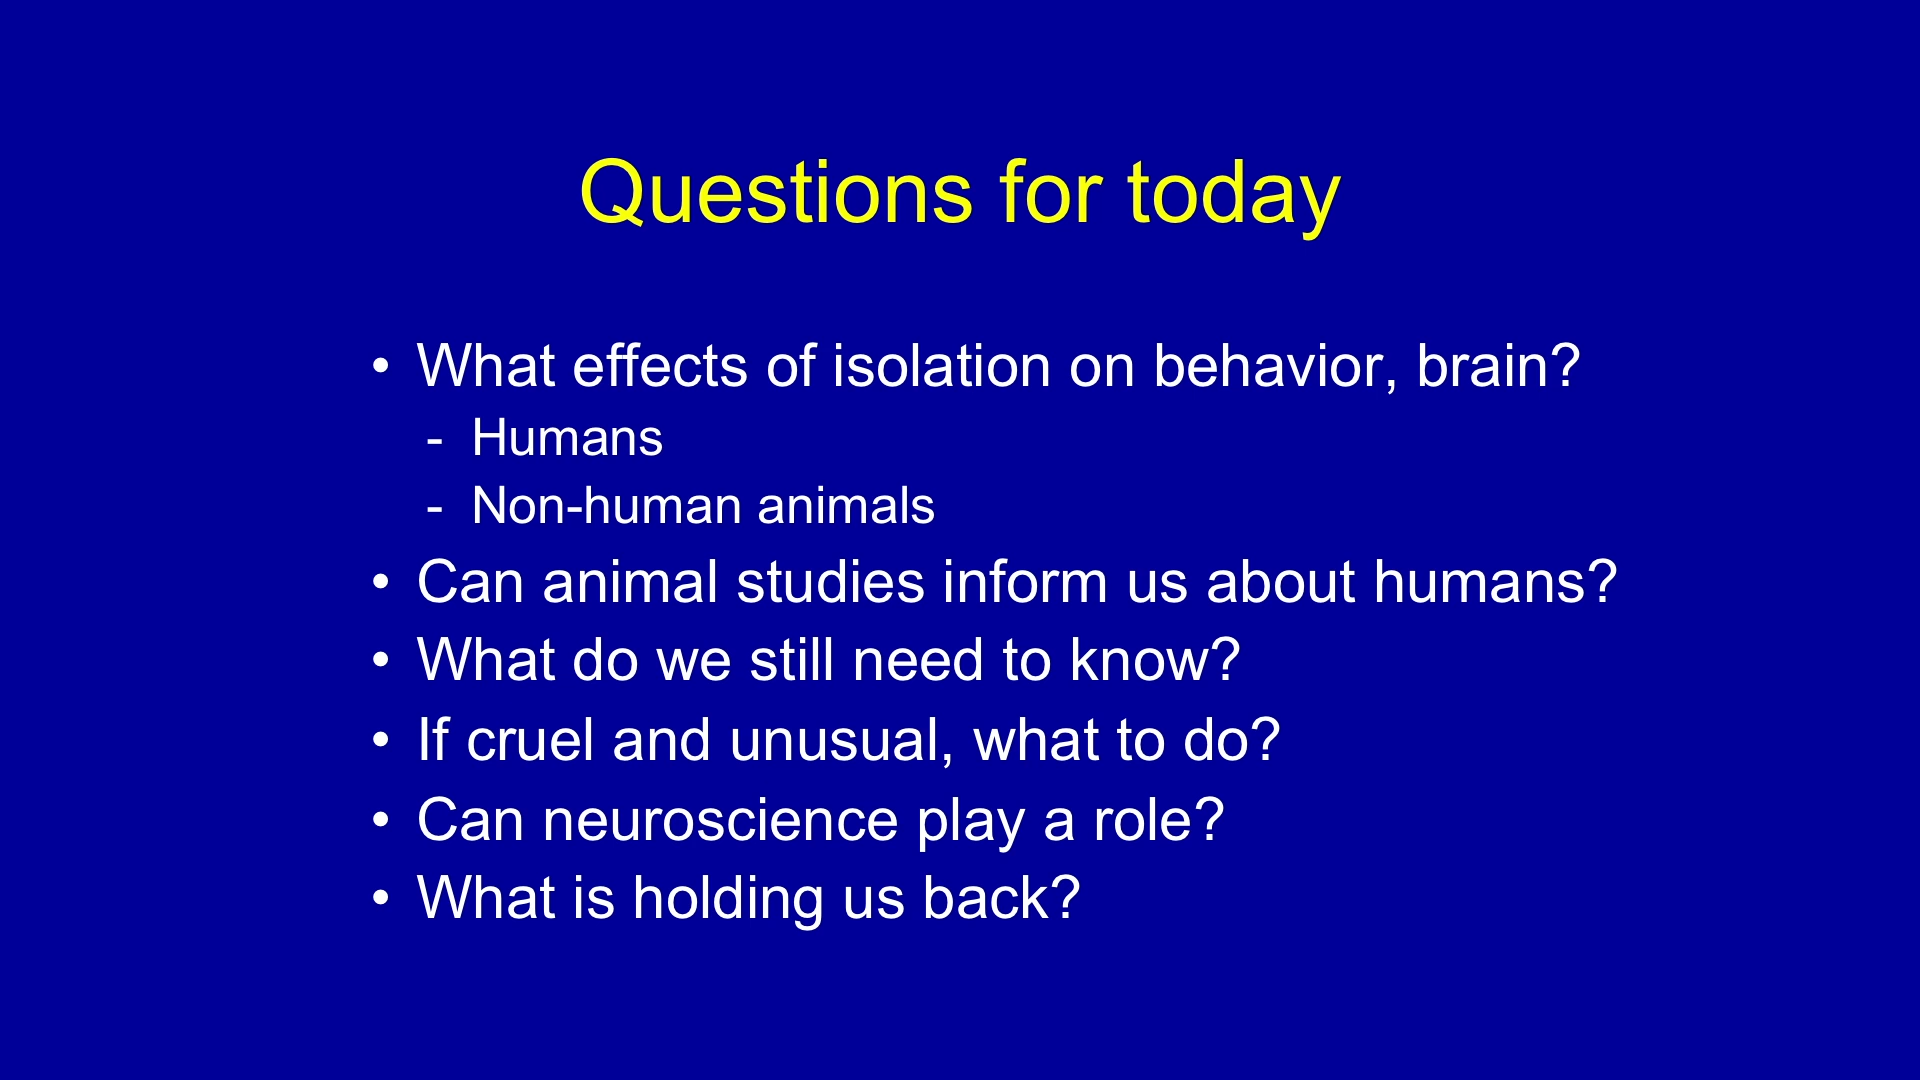 Questions for today
• What effects of isolation on behavior, brain?
- Humans
- Non-human animals
• Can animal studies inform us about humans?
• What do we still need to know?
• If cruel and unusual, what to do?
• Can neuroscience play a role?
• What is holding us back?